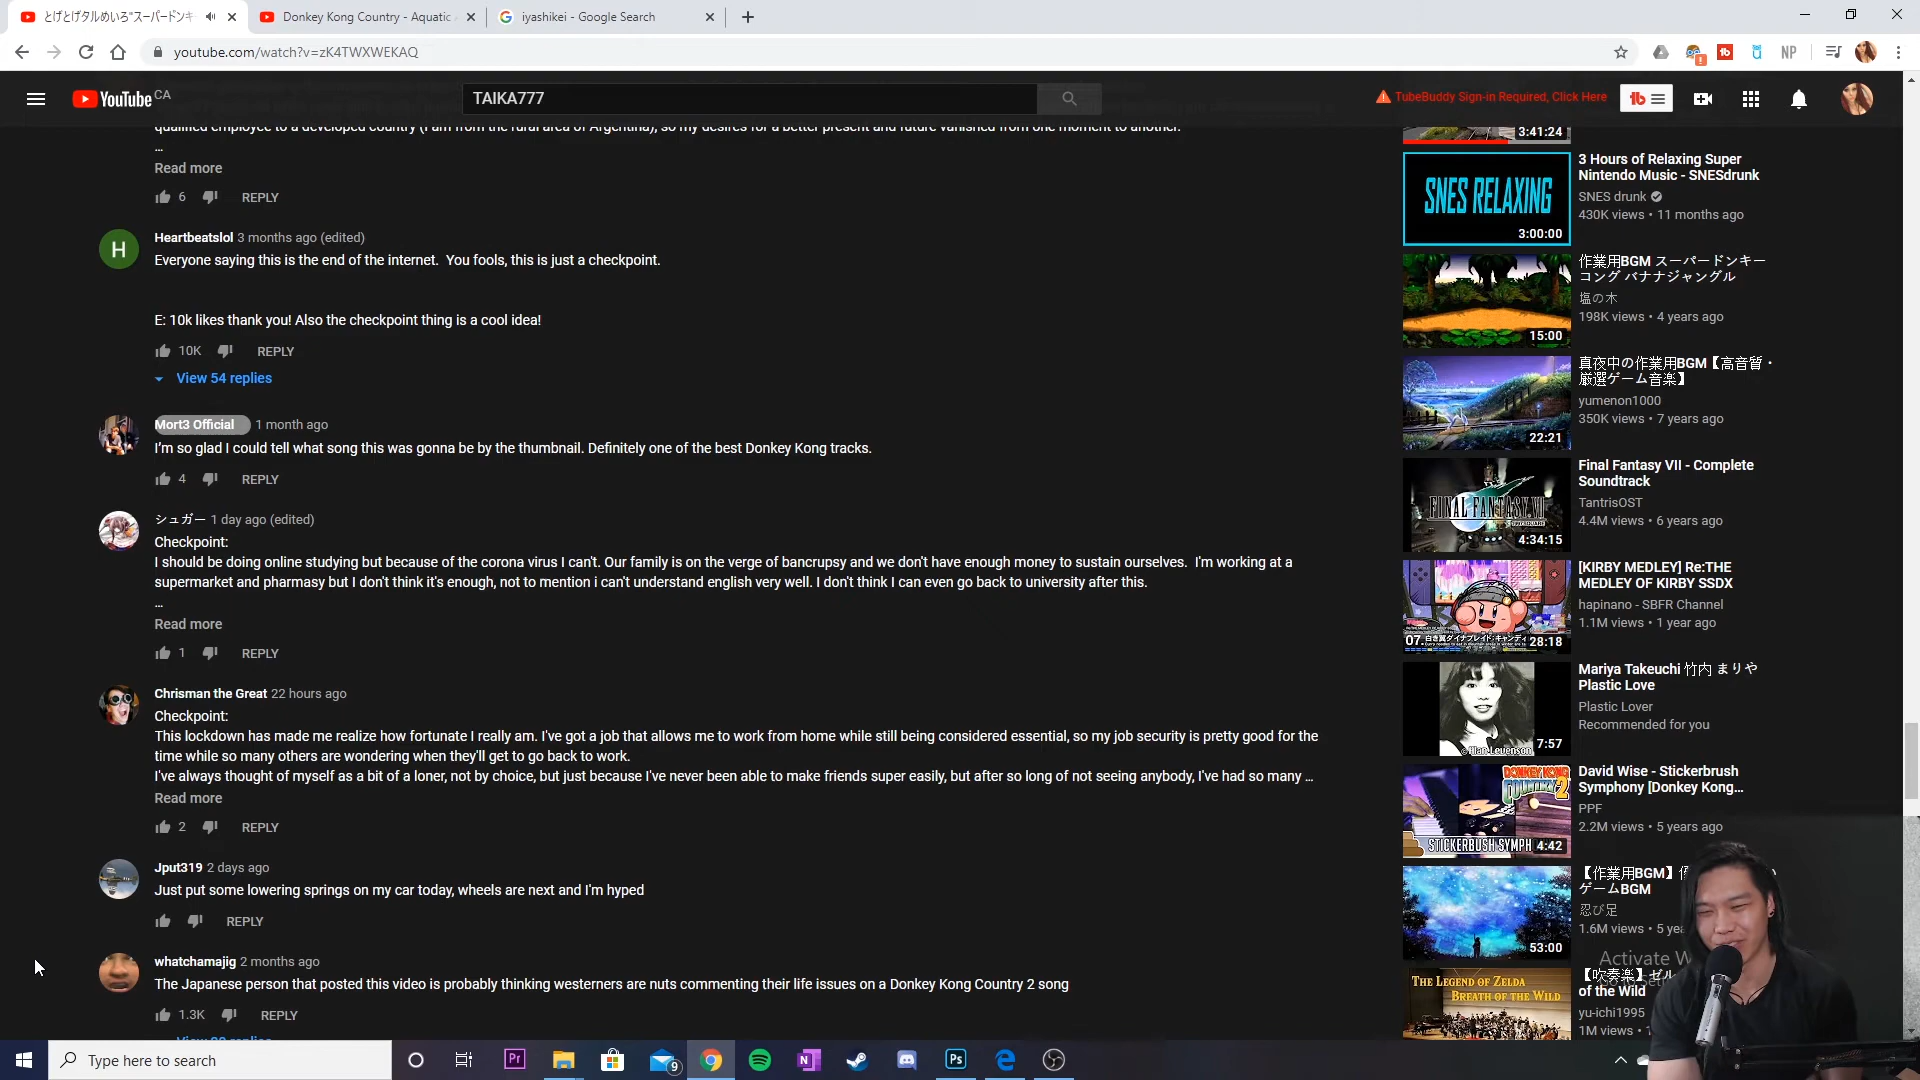 とげとげタルめいろ"スーパードンキ
Donkey Kong Country - Aquatic
iyashikei - Google Search
youtube.com/watch?v=zK4TWXWEKAQ
NP
YouTube CA
TAIKA777
TubeBuddy Sign-in Required, Click Here
qualified employee to a developed country (I am from the rural area of Argentina), so my desires for a better present and future vanished from one moment to another.
...
Read more
6 REPLY
H
Heartbeatslol 3 months ago (edited)
Everyone saying this is the end of the internet. You fools, this is just a checkpoint.
E: 10k likes thank you! Also the checkpoint thing is a cool idea!
10K REPLY
View 54 replies
Mort3 Official 1 month ago
I'm so glad I could tell what song this was gonna be by the thumbnail. Definitely one of the best Donkey Kong tracks.
4 REPLY
シュガー 1 day ago (edited)
Checkpoint:
I should be doing online studying but because of the corona virus I can't. Our family is on the verge of bancrupsy and we don't have enough money to sustain ourselves. I'm working at a
supermarket and pharmasy but I don't think it's enough, not to mention i can't understand english very well. I don't think I can even go back to university after this.
...
Read more
1 REPLY
Chrisman the Great 22 hours ago
Checkpoint:
This lockdown has made me realize how fortunate I really am. I've got a job that allows me to work from home while still being considered essential, so my job security is pretty good for the
time while so many others are wondering when they'll get to go back to work.
I've always thought of myself as a bit of a loner, not by choice, but just because I've never been able to make friends super easily, but after so long of not seeing anybody, I've had so many ...
Read more
2 REPLY
Jput319 2 days ago
Just put some lowering springs on my car today, wheels are next and I'm hyped
REPLY
whatchamajig 2 months ago
The Japanese person that posted this video is probably thinking westerners are nuts commenting their life issues on a Donkey Kong Country 2 song
1.3K REPLY
3:41:24
SNES RELAXING
3:00:00
3 Hours of Relaxing Super
Nintendo Music - SNESdrunk
SNES drunk
430K views • 11 months ago
15:00
作業用BGM スーパードンキー
コング バナナジャングル
塩の木
198K views • 4 years ago
22:21
真夜中の作業用BGM【高音質・
厳選ゲーム音楽】
yumenon1000
350K views • 7 years ago
FINAL FANTASY VII
4:34:15
Final Fantasy VII - Complete
Soundtrack
TantrisOST
4.4M views • 6 years ago
28:18
[KIRBY MEDLEY] Re:THE
MEDLEY OF KIRBY SSDX
hapinano - SBFR Channel
1.1M views • 1 year ago
© Alan Levenson
7:57
Mariya Takeuchi 竹内 まりや
Plastic Love
Plastic Lover
Recommended for you
DONKEY KONG
COUNTRY 2
STICKERBUSH SYMPH
4:42
David Wise - Stickerbrush
Symphony [Donkey Kong...
PPF
2.2M views • 5 years ago
53:00
【作業用BGM】
ゲームBGM
忍び足
1.6M views • 5
THE LEGEND OF ZELDA
BREATH OF THE WILD
【吹奏楽】ゼル
of the Wild
yu-ichi1995
1M views •
Activate
Type here to search
Pr
9
N
Ps